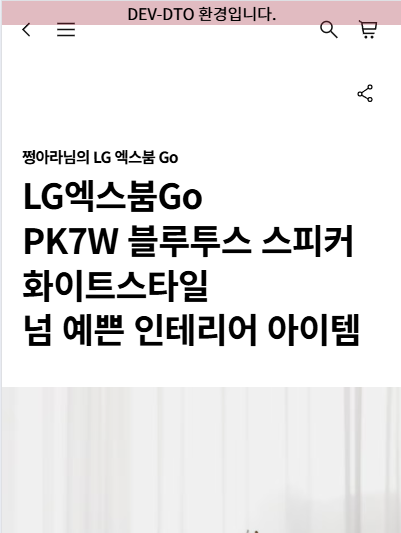 DEV-DTO 환경입니다.
쩡아라님의 LG 엑스붐 Go
LG엑스붐Go
PK7W 블루투스 스피커
화이트스타일
넘 예쁜 인테리어 아이템